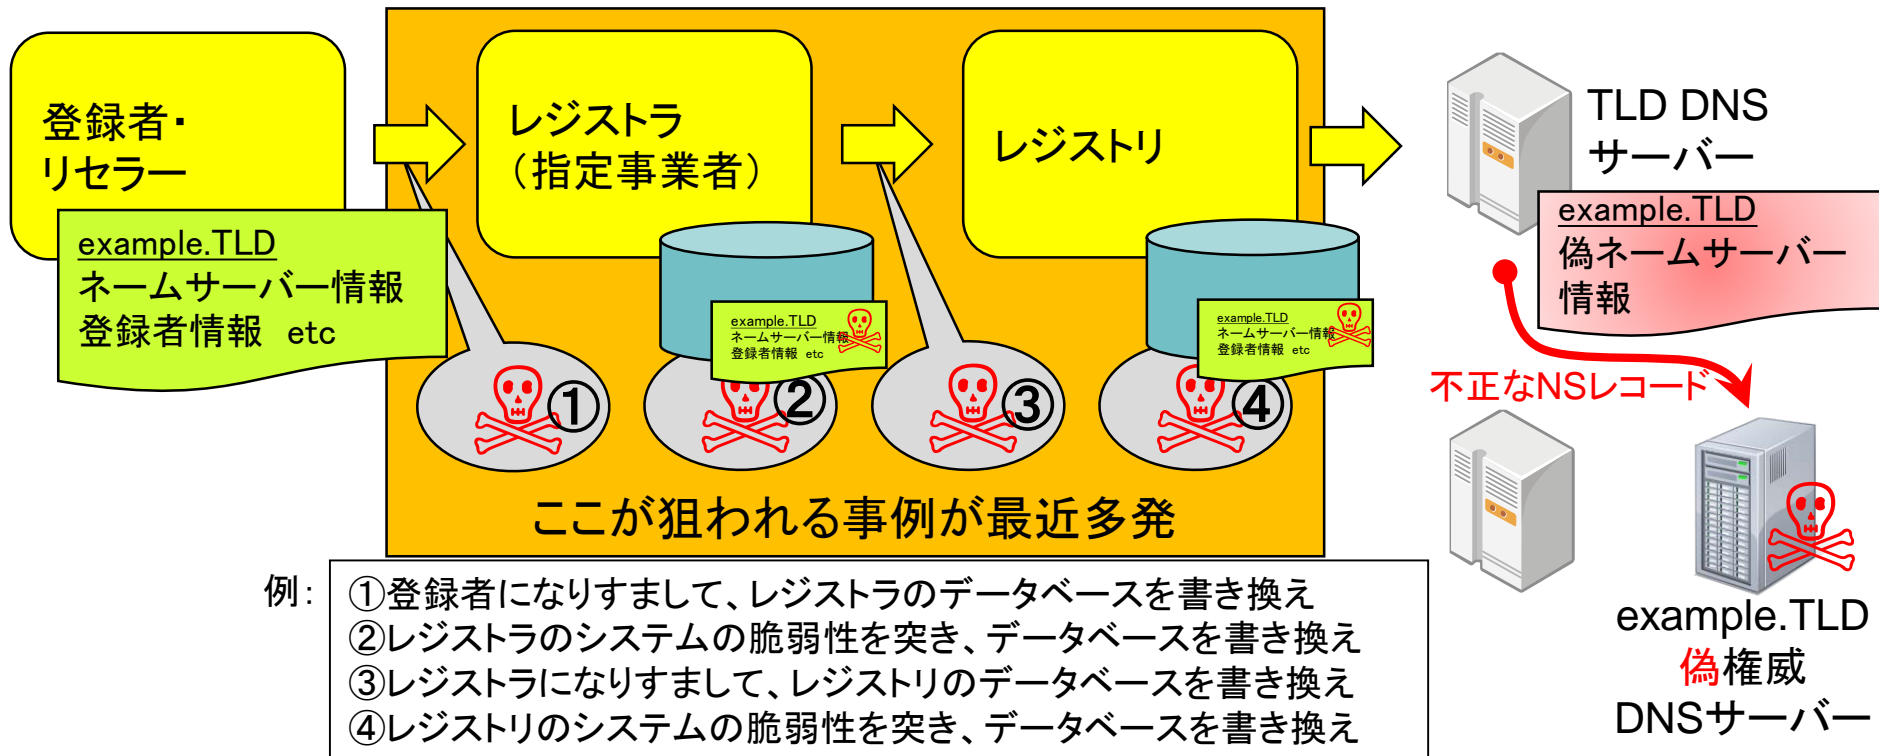 登録者・
リセラー
example.TLD
ネームサーバー情報
登録者情報 etc
レジストラ
（指定事業者）
example.TLD
ネームサーバー情報
登録者情報 etc
レジストリ
example.TLD
ネームサーバー情報
登録者情報 etc
①
②
③
④
ここが狙われる事例が最近多発
TLD DNS
サーバー
example.TLD
偽ネームサーバー
情報
不正なNSレコード
example.TLD
偽権威
DNSサーバー
例：
①登録者になりすまして、レジストラのデータベースを書き換え
②レジストラのシステムの脆弱性を突き、データベースを書き換え
③レジストラになりすまして、レジストリのデータベースを書き換え
④レジストリのシステムの脆弱性を突き、データベースを書き換え